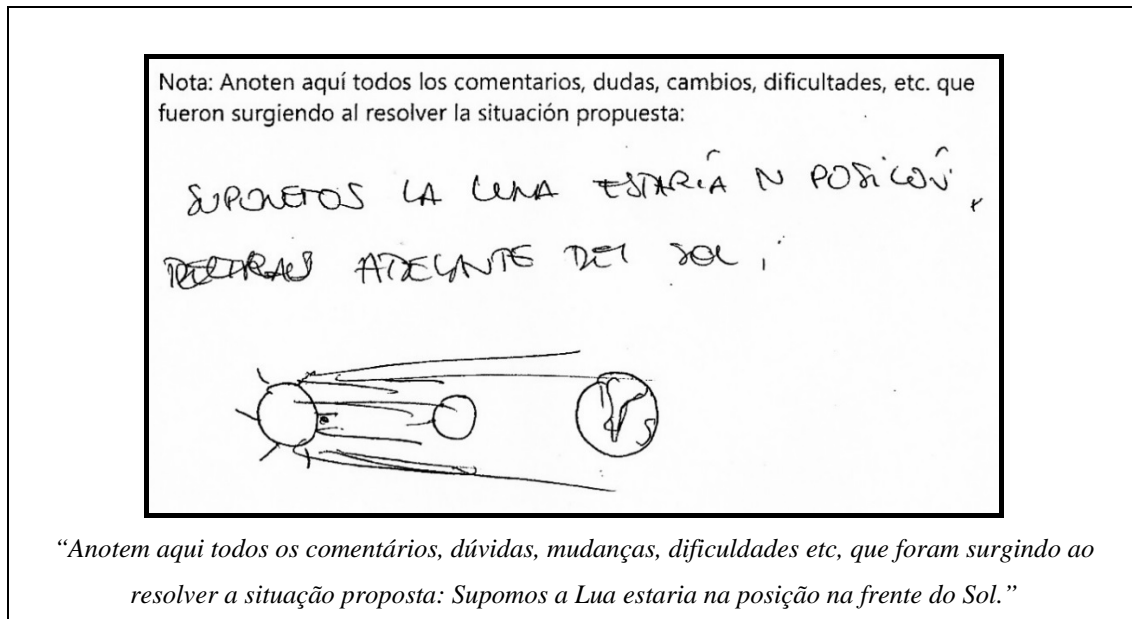 Nota: Anoten aquí todos los comentarios, dudas, cambios, dificultades, etc. que
fueron surgiendo al resolver la situación propuesta:
SUPONEMOS LA LUNA ESTARÍA N POSICÓN
DETRAS ADELANTE DEL SOL,
“Anotem aqui todos os comentários, dúvidas, mudanças, dificuldades etc, que foram surgindo ao
resolver a situação proposta: Supomos a Lua estaria na posição na frente do Sol.”